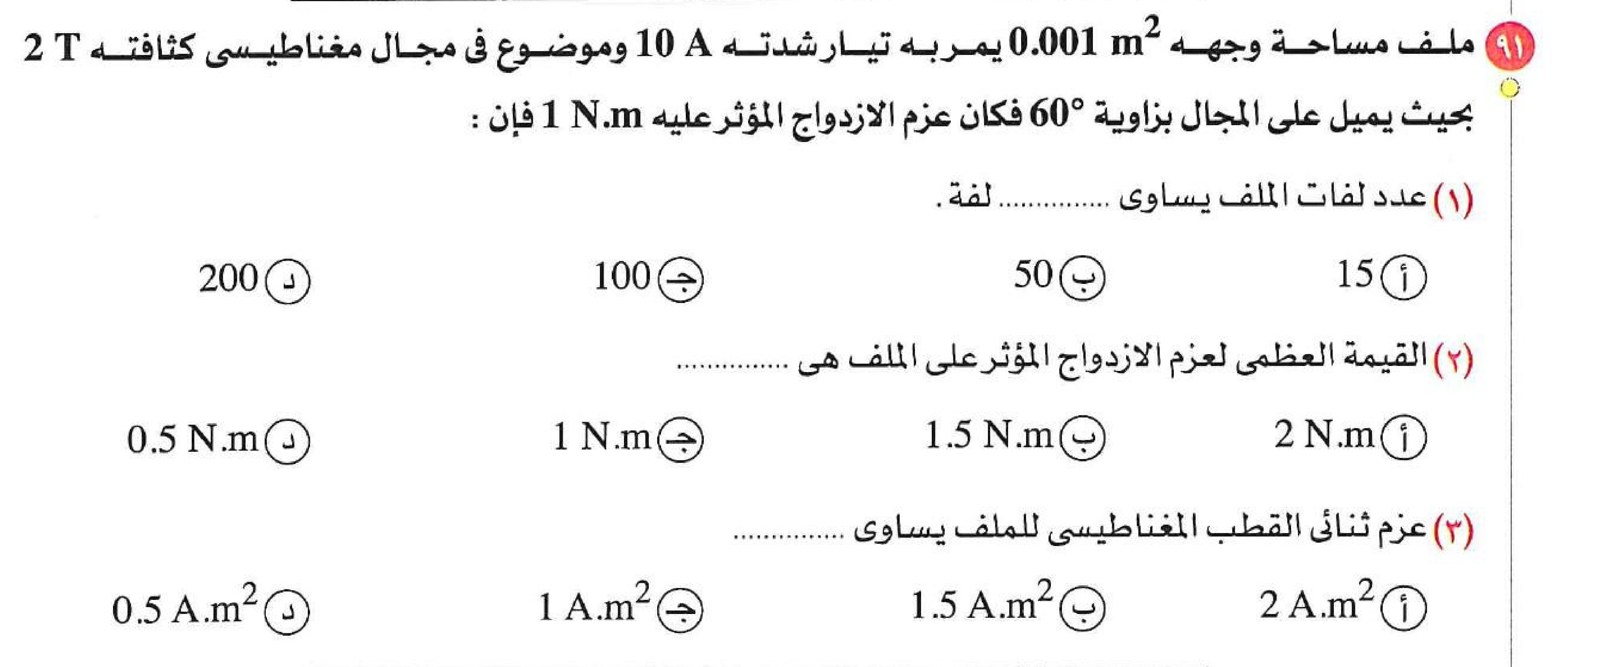 ٩١ ملف مساحة وجهه 0.001 m² يمر به تيار شدته 10 A وموضوع فى مجال مغناطيسى كثافته 2 T
بحيث يميل على المجال بزاوية 60° فكان عزم الازدواج المؤثر عليه 1 N.m فإن :
(١) عدد لفات الملف يساوى ............... لفة .
أ 15 ب 50 جـ 100 د 200
(٢) القيمة العظمى لعزم الازدواج المؤثر على الملف هى ...............
أ 2 N.m ب 1.5 N.m جـ 1 N.m د 0.5 N.m
(٣) عزم ثنائى القطب المغناطيسى للملف يساوى ...............
أ 2 A.m² ب 1.5 A.m² جـ 1 A.m² د 0.5 A.m²